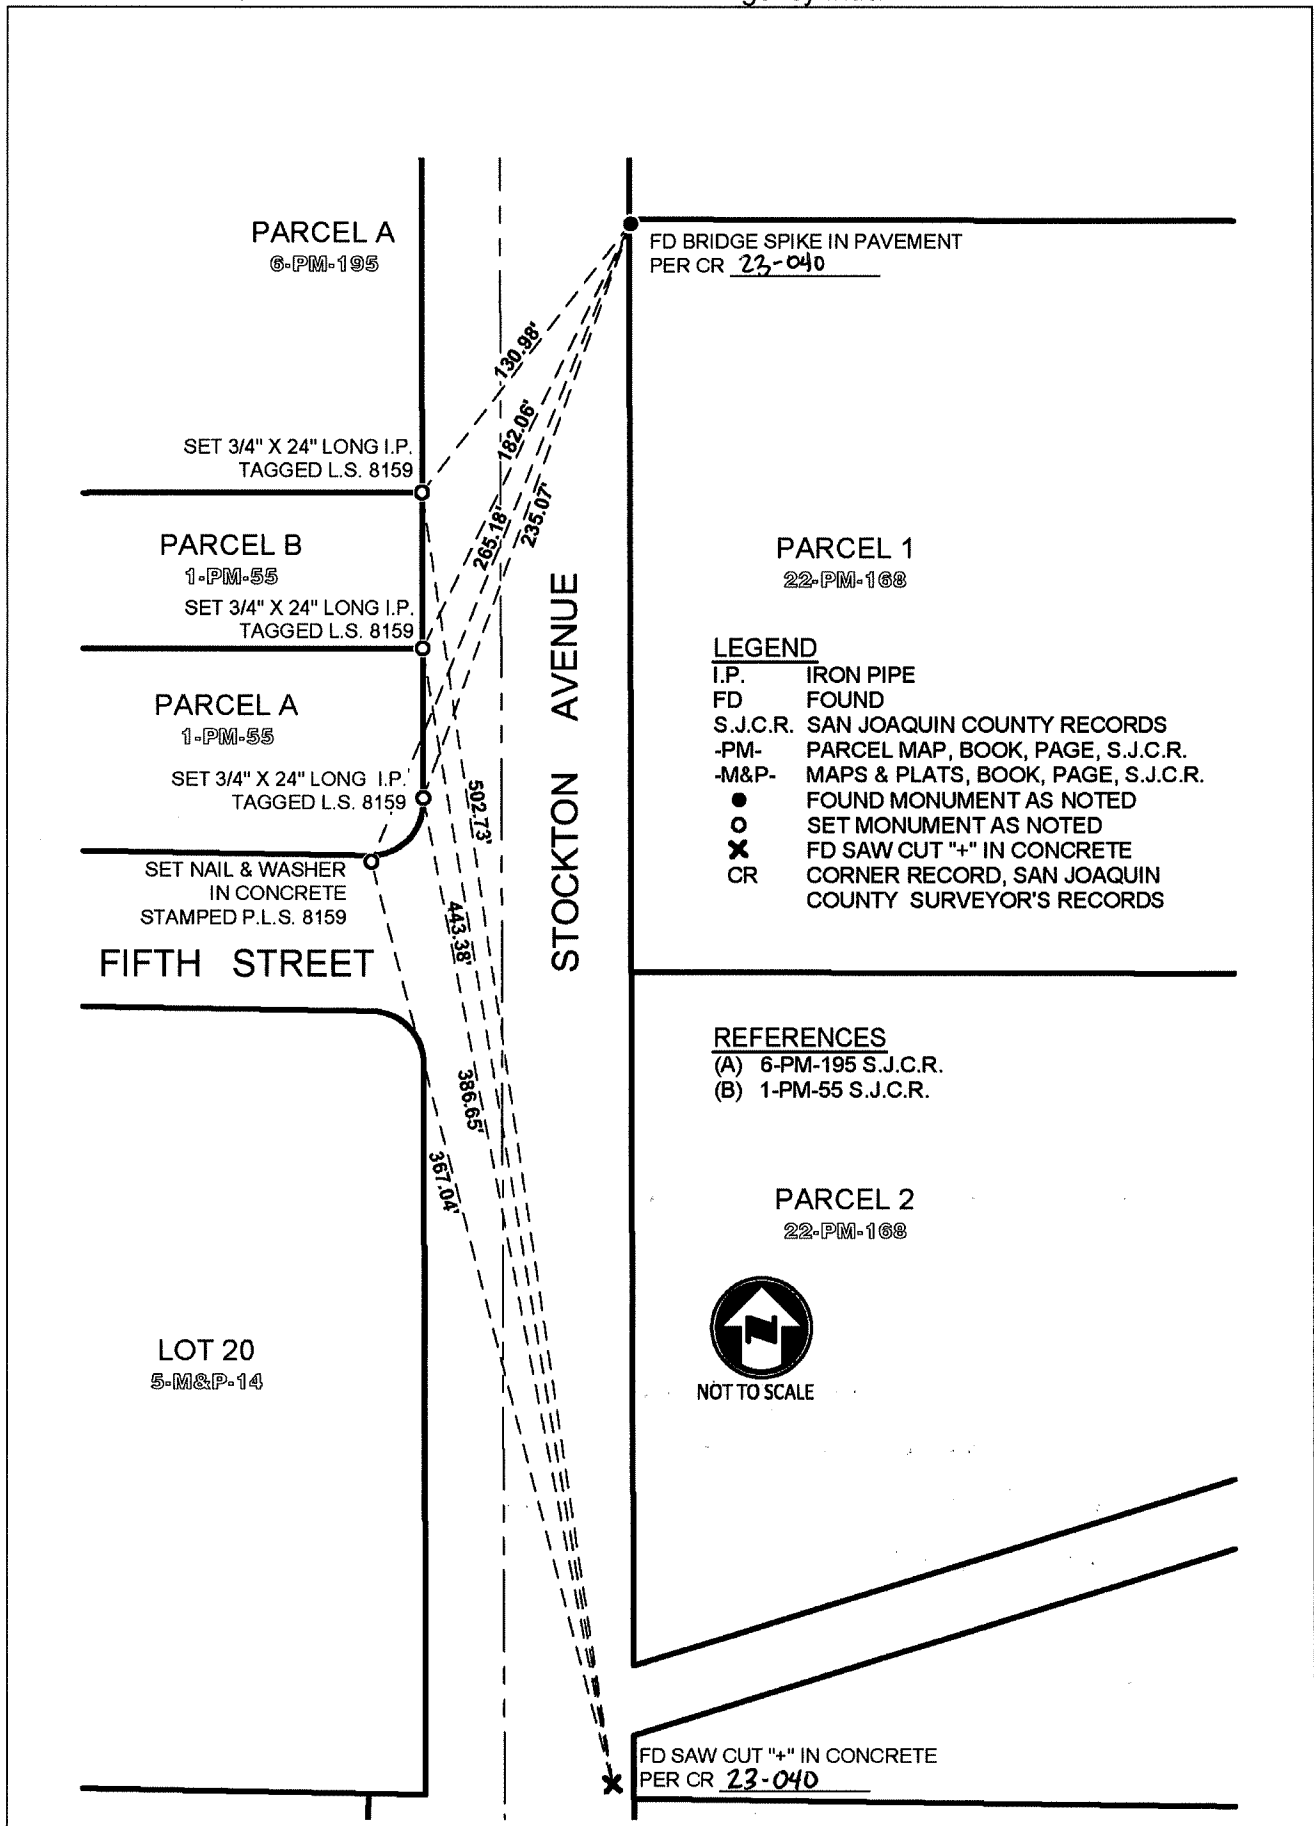 PARCEL A
6-PM-195
FD BRIDGE SPIKE IN PAVEMENT
PER CR 23-040
130.98'
182.06'
265.18'
235.07'
SET 3/4" X 24" LONG I.P.
TAGGED L.S. 8159
PARCEL B
1-PM-55
SET 3/4" X 24" LONG I.P.
TAGGED L.S. 8159
PARCEL A
1-PM-55
SET 3/4" X 24" LONG I.P.
TAGGED L.S. 8159
SET NAIL & WASHER
IN CONCRETE
STAMPED P.L.S. 8159
FIFTH STREET
STOCKTON AVENUE
502.73'
443.38'
386.65'
367.04'
PARCEL 1
22-PM-168
LEGEND
I.P. IRON PIPE
FD FOUND
S.J.C.R. SAN JOAQUIN COUNTY RECORDS
-PM- PARCEL MAP, BOOK, PAGE, S.J.C.R.
-M&P- MAPS & PLATS, BOOK, PAGE, S.J.C.R.
FOUND MONUMENT AS NOTED
SET MONUMENT AS NOTED
FD SAW CUT "+" IN CONCRETE
CR CORNER RECORD, SAN JOAQUIN
COUNTY SURVEYOR'S RECORDS
REFERENCES
(A) 6-PM-195 S.J.C.R.
(B) 1-PM-55 S.J.C.R.
PARCEL 2
22-PM-168
N
NOT TO SCALE
LOT 20
5-M&P-14
FD SAW CUT "+" IN CONCRETE
PER CR 23-040